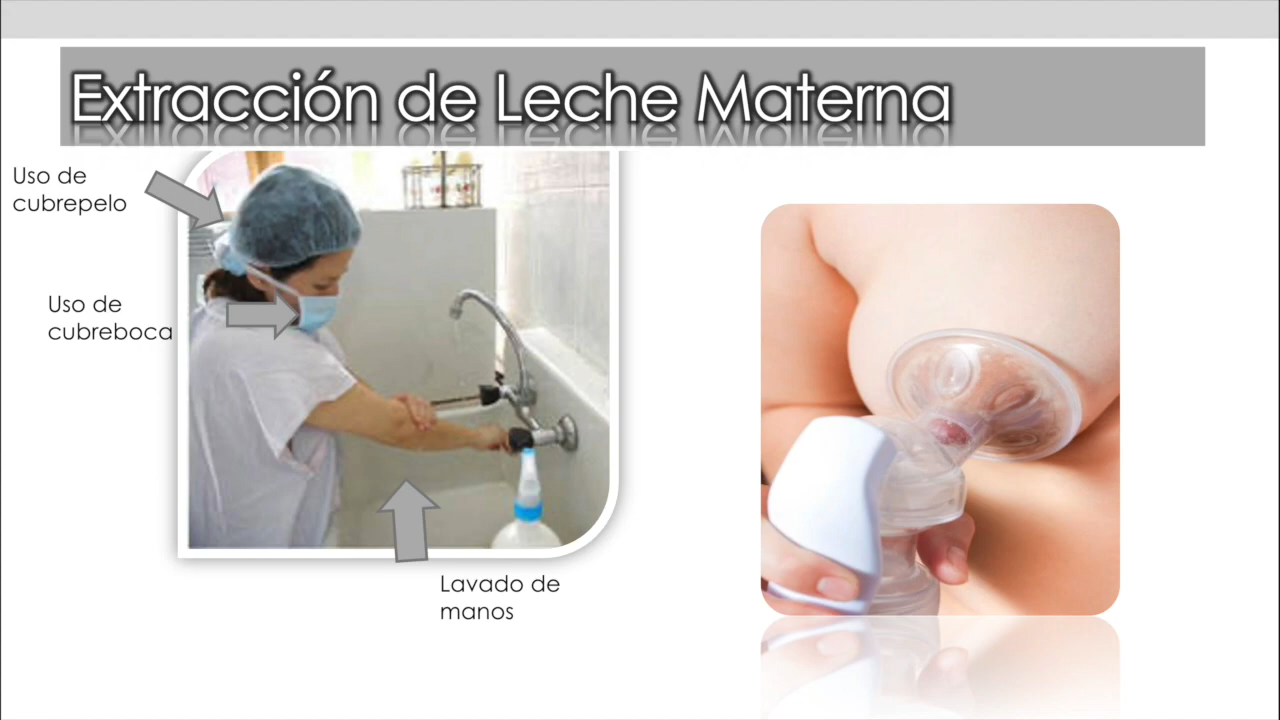 Extracción de Leche Materna
Uso de
cubrepelo
Uso de
cubreboca
Lavado de
manos